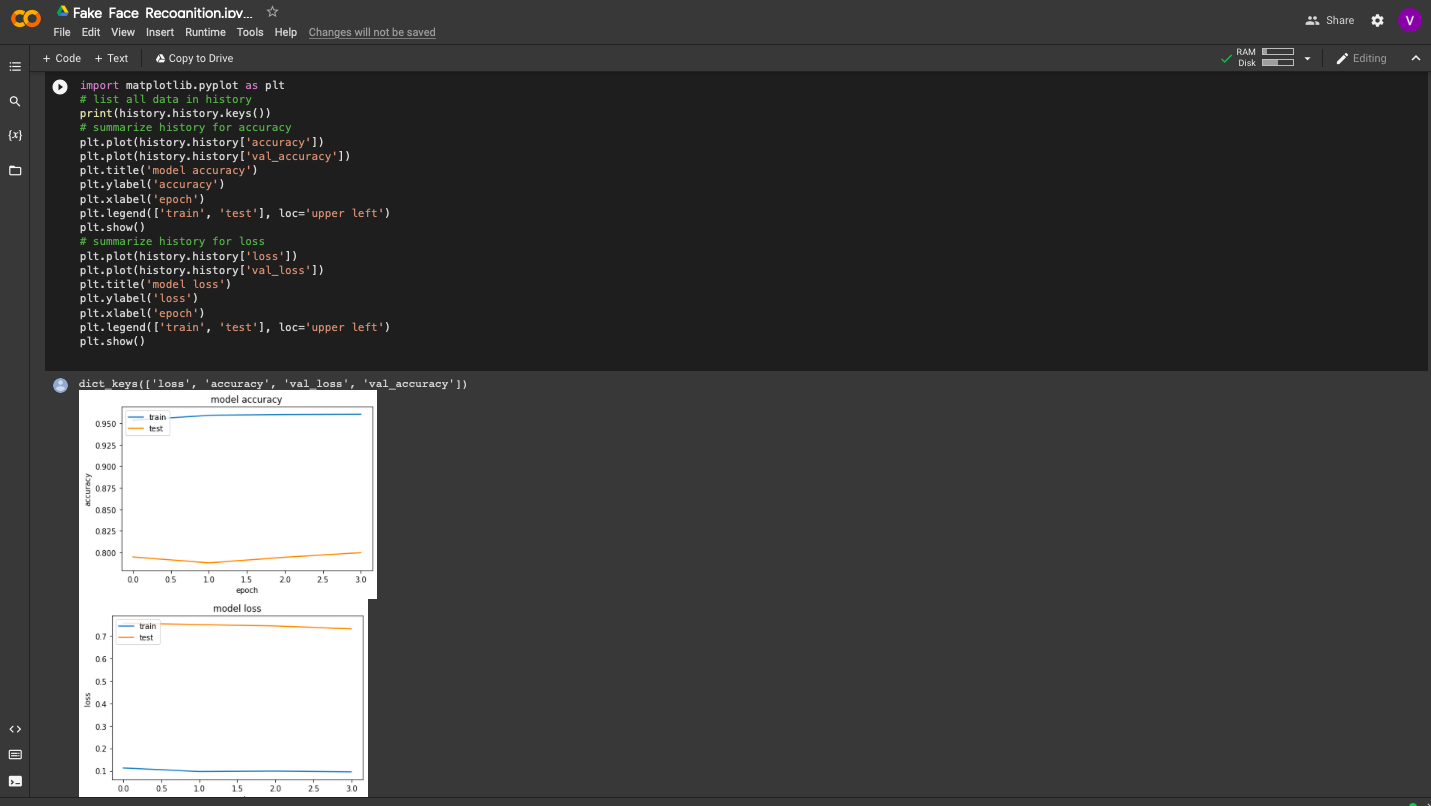 Fake_Face_Recognition.ipy...
File Edit View Insert Runtime Tools Help Changes will not be saved
Share
V
+ Code + Text Copy to Drive
RAM
Disk
Editing
{x}
import matplotlib.pyplot as plt
# list all data in history
print(history.history.keys())
# summarize history for accuracy
plt.plot(history.history['accuracy'])
plt.plot(history.history['val_accuracy'])
plt.title('model accuracy')
plt.ylabel('accuracy')
plt.xlabel('epoch')
plt.legend(['train', 'test'], loc='upper left')
plt.show()
# summarize history for loss
plt.plot(history.history['loss'])
plt.plot(history.history['val_loss'])
plt.title('model loss')
plt.ylabel('loss')
plt.xlabel('epoch')
plt.legend(['train', 'test'], loc='upper left')
plt.show()
dict_keys(['loss', 'accuracy', 'val_loss', 'val_accuracy'])
model accuracy
train
test
0.950
0.925
0.900
0.875
0.850
0.825
0.800
accuracy
0.0 0.5 1.0 1.5 2.0 2.5 3.0
epoch
model loss
train
test
0.7
0.6
0.5
0.4
0.3
0.2
0.1
loss
0.0 0.5 1.0 1.5 2.0 2.5 3.0